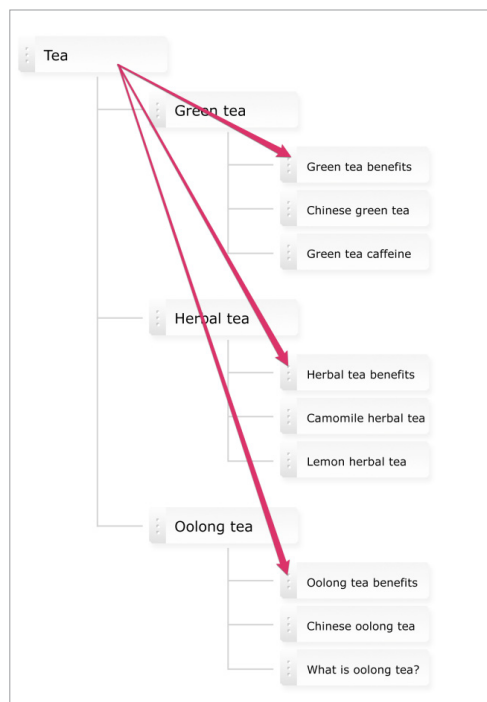 Tea
Green tea
Green tea benefits
Chinese green tea
Green tea caffeine
Herbal tea
Herbal tea benefits
Camomile herbal tea
Lemon herbal tea
Oolong tea
Oolong tea benefits
Chinese oolong tea
What is oolong tea?